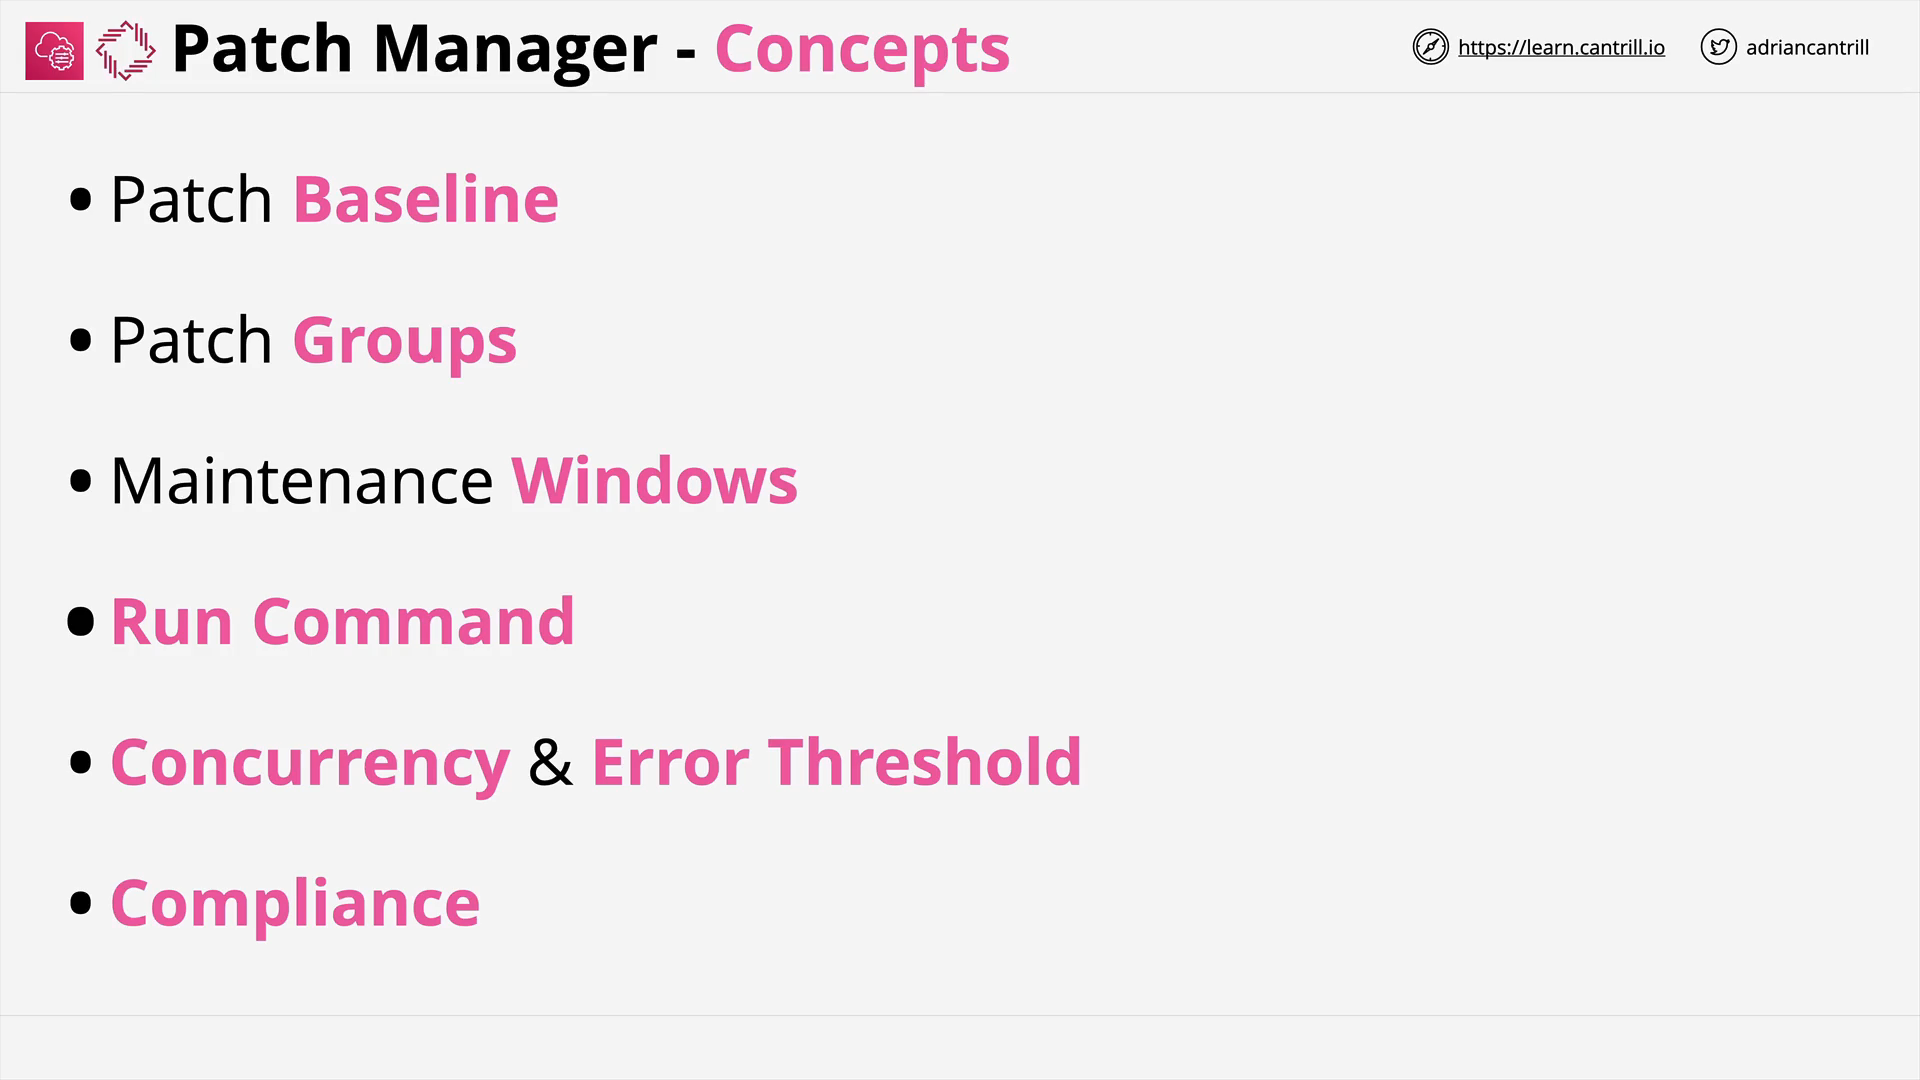 Patch Manager - Concepts
https://learn.cantrill.io
adriancantrill
• Patch Baseline
• Patch Groups
• Maintenance Windows
• Run Command
• Concurrency & Error Threshold
• Compliance